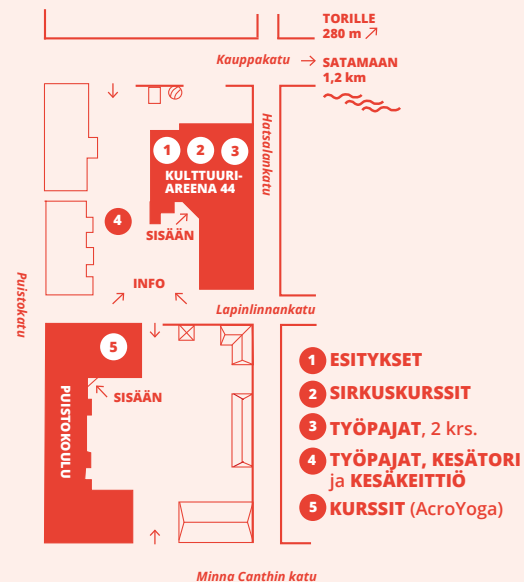 TORILLE
280 m
Kauppakatu
SATAMAAN
1,2 km
Hatsalankatu
1 2 3
KULTTUURI-
AREENA 44
4
SISÄÄN
INFO
Puistokatu
Lapinlinnankatu
5
SISÄÄN
PUISTOKOULU
1 ESITYKSET
2 SIRKUSKURSSIT
3 TYÖPAJAT, 2 krs.
4 TYÖPAJAT, KESÄTORI
ja KESÄKEITTIÖ
5 KURSSIT (AcroYoga)
Minna Canthin katu